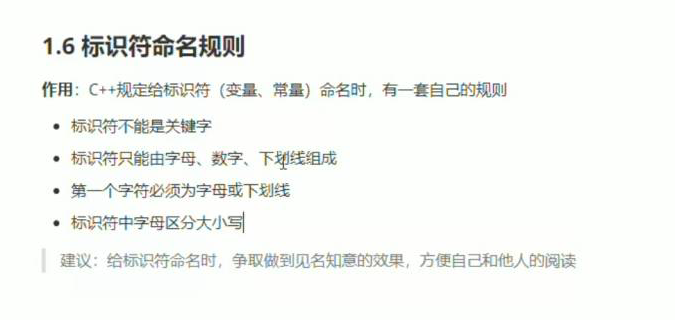 1.6 标识符命名规则
作用：C++规定给标识符（变量、常量）命名时，有一套自己的规则
标识符不能是关键字
标识符只能由字母、数字、下划线组成
第一个字符必须为字母或下划线
标识符中字母区分大小写
建议：给标识符命名时，争取做到见名知意的效果，方便自己和他人的阅读